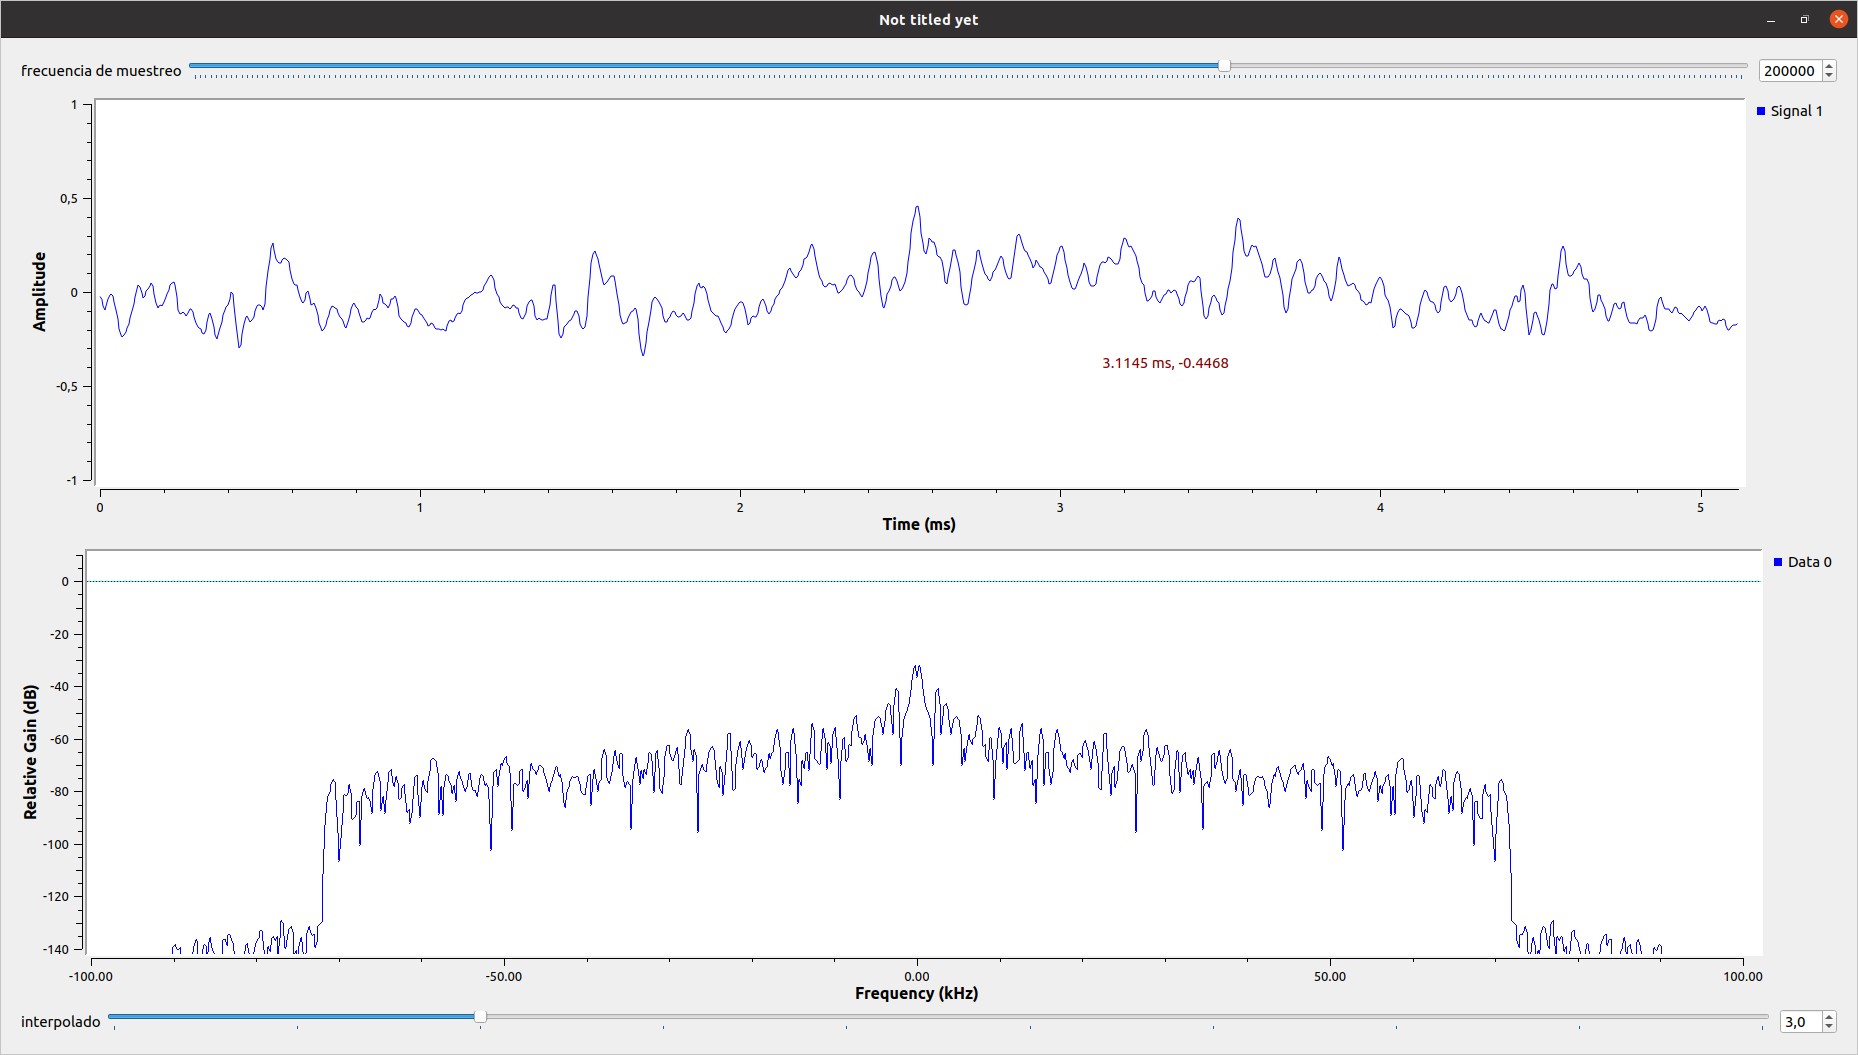 Not titled yet
frecuencia de muestreo
200000
1
0,5
0
-0,5
-1
Amplitude
Signal 1
3.1145 ms, -0.4468
0 1 2 3 4 5
Time (ms)
0
-20
-40
-60
-80
-100
-120
-140
Relative Gain (dB)
Data 0
-100.00 -50.00 0.00 50.00 100.00
Frequency (kHz)
interpolado
3,0